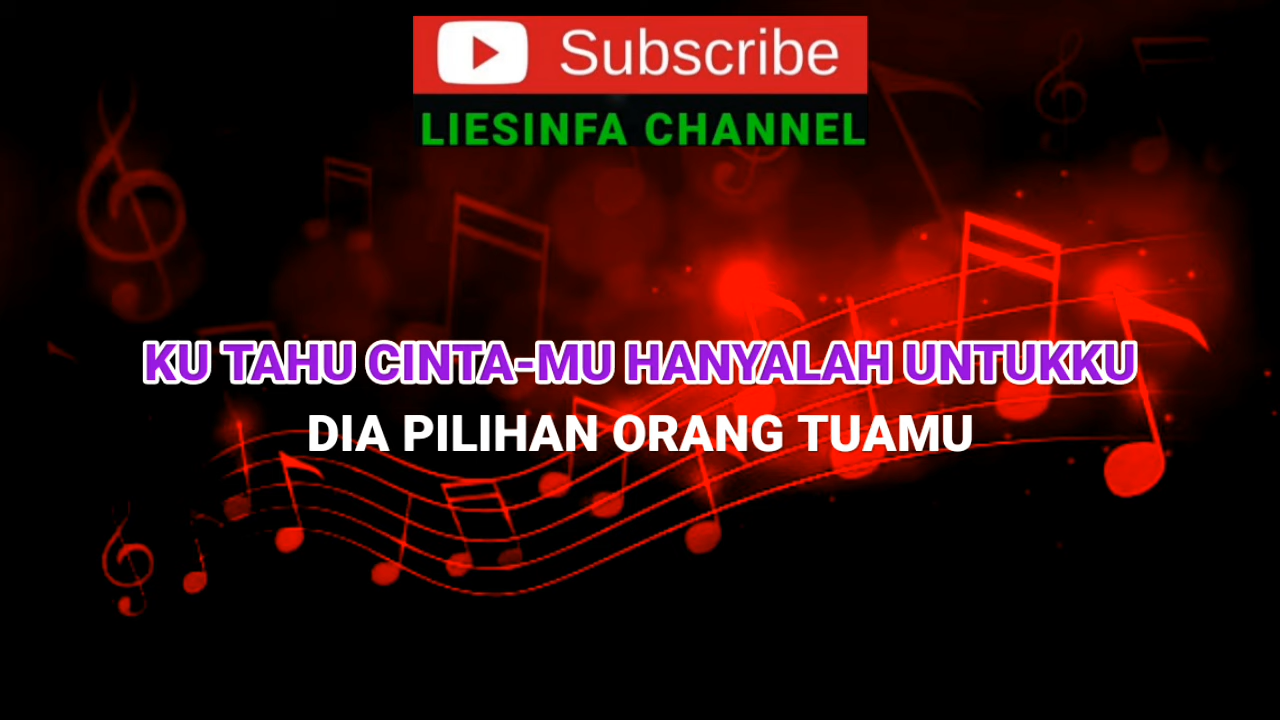 Subscribe
LIESINFA CHANNEL
KU TAHU CINTA-MU HANYALAH UNTUKKU
DIA PILIHAN ORANG TUAMU